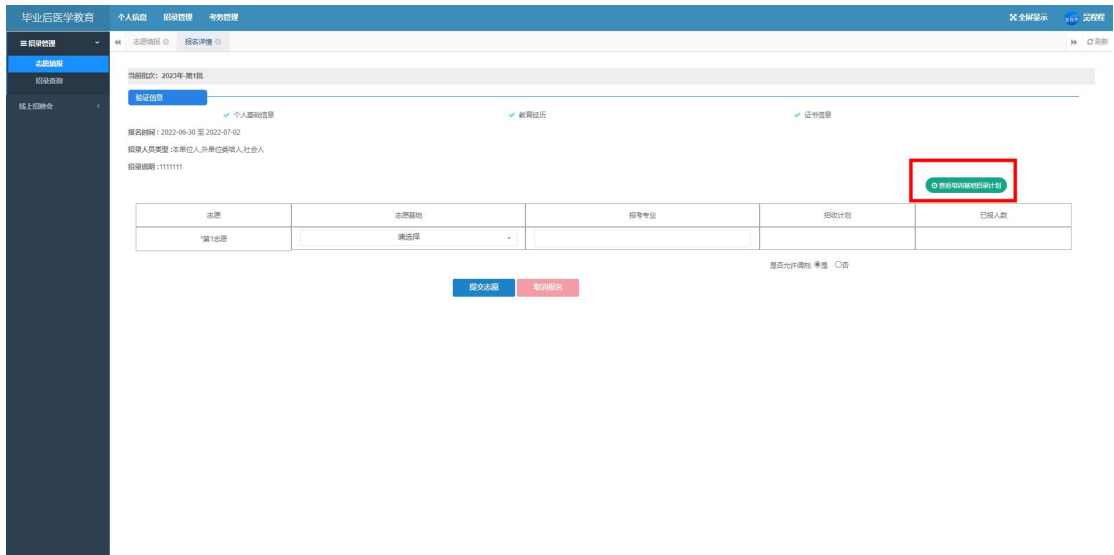 毕业后医学教育 个人信息 招录管理 考务管理 全屏显示 吴程程
招录管理 志愿填报 报名详情 刷新
志愿填报
招录查询
线上招聘会
当前批次：2023年-第1批
验证信息
个人基础信息 教育经历 证书信息
报名时间：2022-06-30 至 2022-07-02
招录人员类型：本单位人,外单位委培人,社会人
招录说明：1111111
查看培训基地招录计划
志愿 志愿基地 报考专业 招收计划 已报人数
*第1志愿 请选择
是否允许调剂: 是 否
提交志愿 取消报名